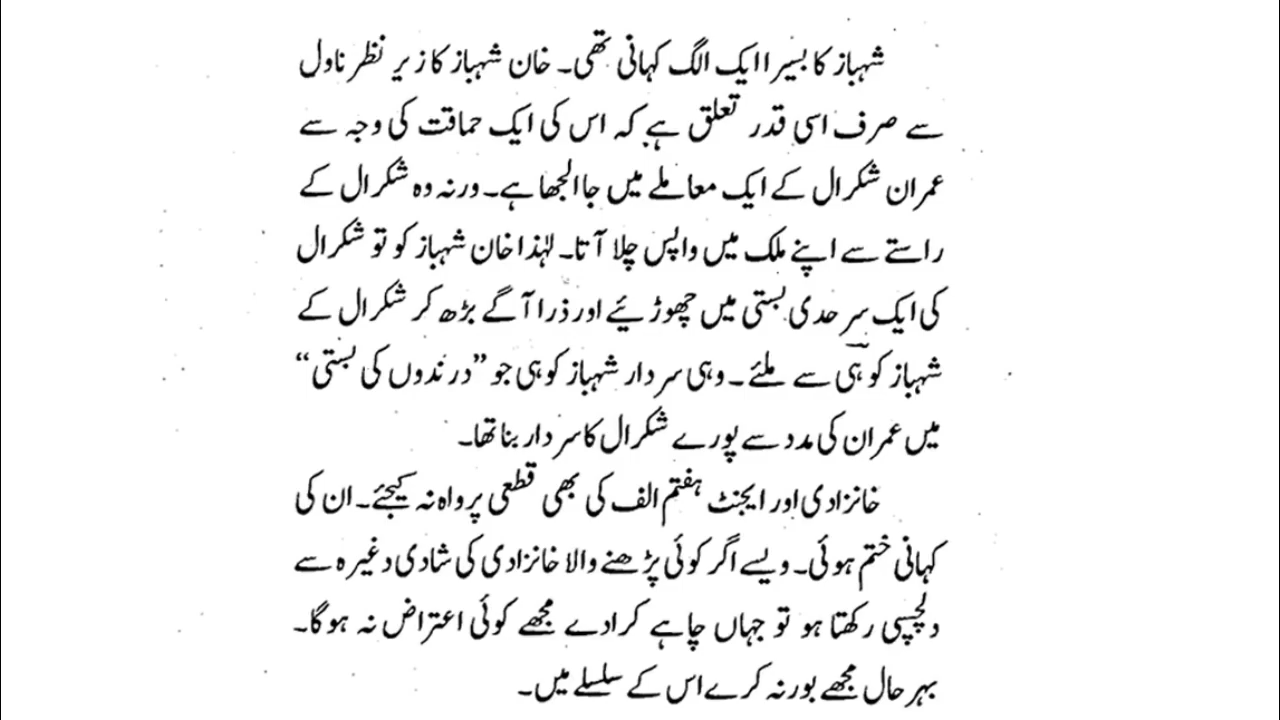 شہباز کا بسیرا ایک الگ کہانی تھی۔ خان شہباز کا زیرِ نظر ناول
سے صرف اسی قدر تعلق ہے کہ اس کی ایک حماقت کی وجہ سے
عمران شکرال کے ایک معاملے میں جا الجھا ہے۔ ورنہ وہ شکرال کے
راستے سے اپنے ملک میں واپس چلا آتا۔ لہٰذا خان شہباز کو تو شکرال
کی ایک سرحدی بستی میں چھوڑیئے اور ذرا آگے بڑھ کر شکرال کے
شہباز کوہی سے ملئے۔ وہی سردار شہباز کوہی جو ”درندوں کی بستی“
میں عمران کی مدد سے پورے شکرال کا سردار بنا تھا۔
خانزادی اور ایجنٹ ہفتم الف کی بھی قطعی پرواہ نہ کیجئے۔ ان کی
کہانی ختم ہوئی۔ ویسے اگر کوئی پڑھنے والا خانزادی کی شادی وغیرہ سے
دلچسپی رکھتا ہو تو جہاں چاہے کرادے مجھے کوئی اعتراض نہ ہوگا۔
بہرحال مجھے بور نہ کرے اس کے سلسلے میں۔